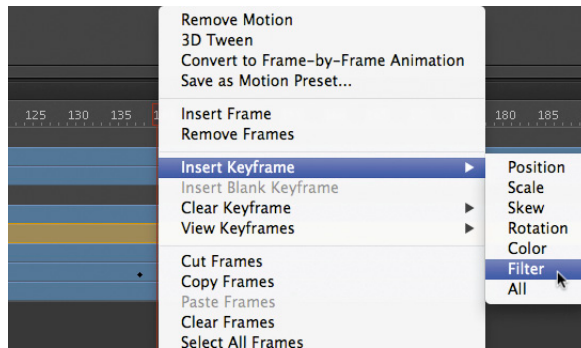 Remove Motion
3D Tween
Convert to Frame-by-Frame Animation
Save as Motion Preset...
125 130 135 1
Insert Frame
180 185
Remove Frames
Insert Keyframe
Position
Insert Blank Keyframe
Scale
Clear Keyframe
Skew
View Keyframes
Rotation
Color
Cut Frames
Filter
Copy Frames
All
Paste Frames
Clear Frames
Select All Frames